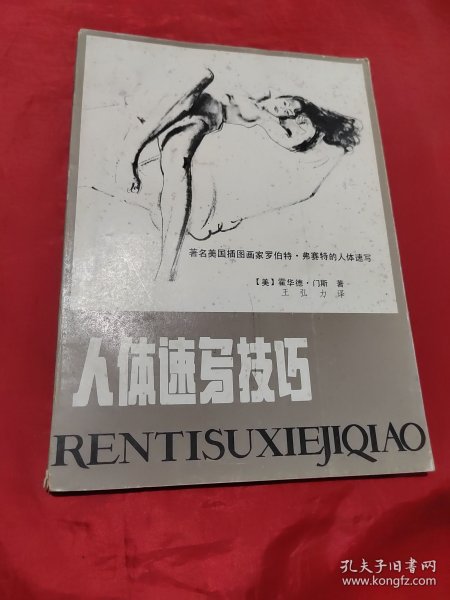 著名美国插图画家罗伯特·弗赛特的人体速写
【美】霍华德·门斯 著
王弘力 译
人体速写技巧
RENTISUXIEJIQIAO
孔夫子旧书网
www.kongfz.com